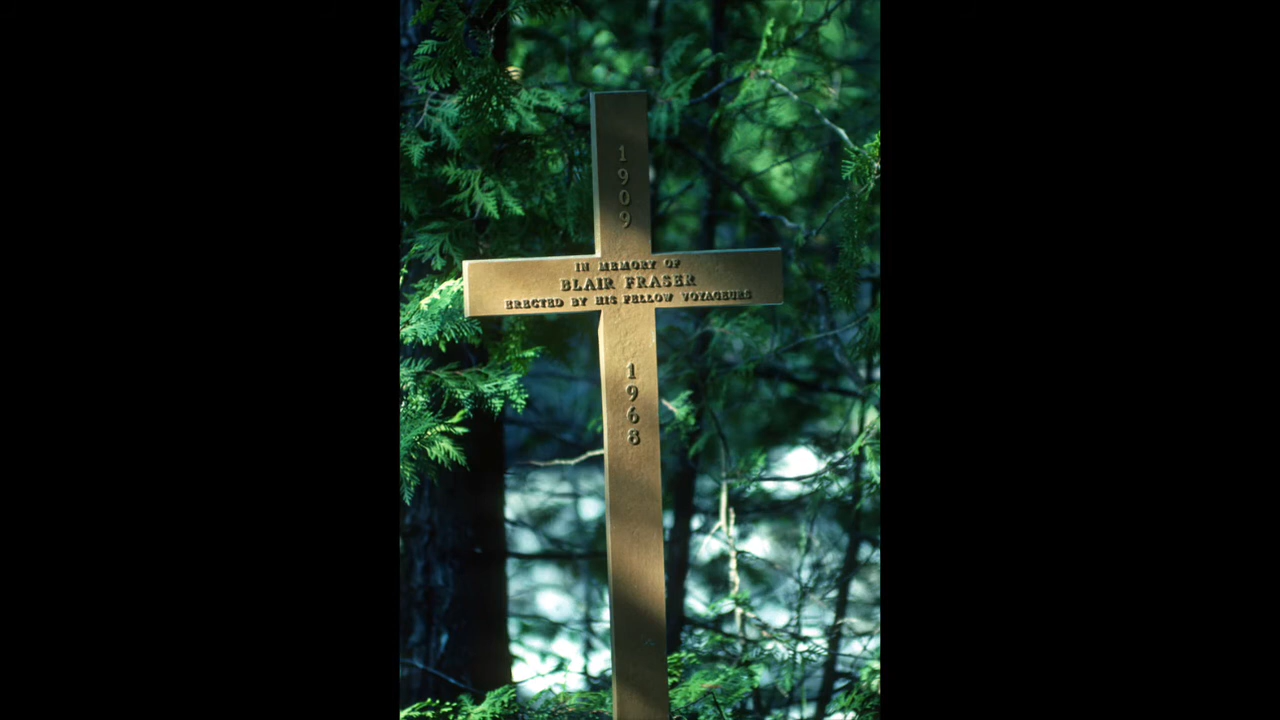 1909
IN MEMORY OF
BLAIR FRASER
ERECTED BY HIS FELLOW VOYAGEURS
1968